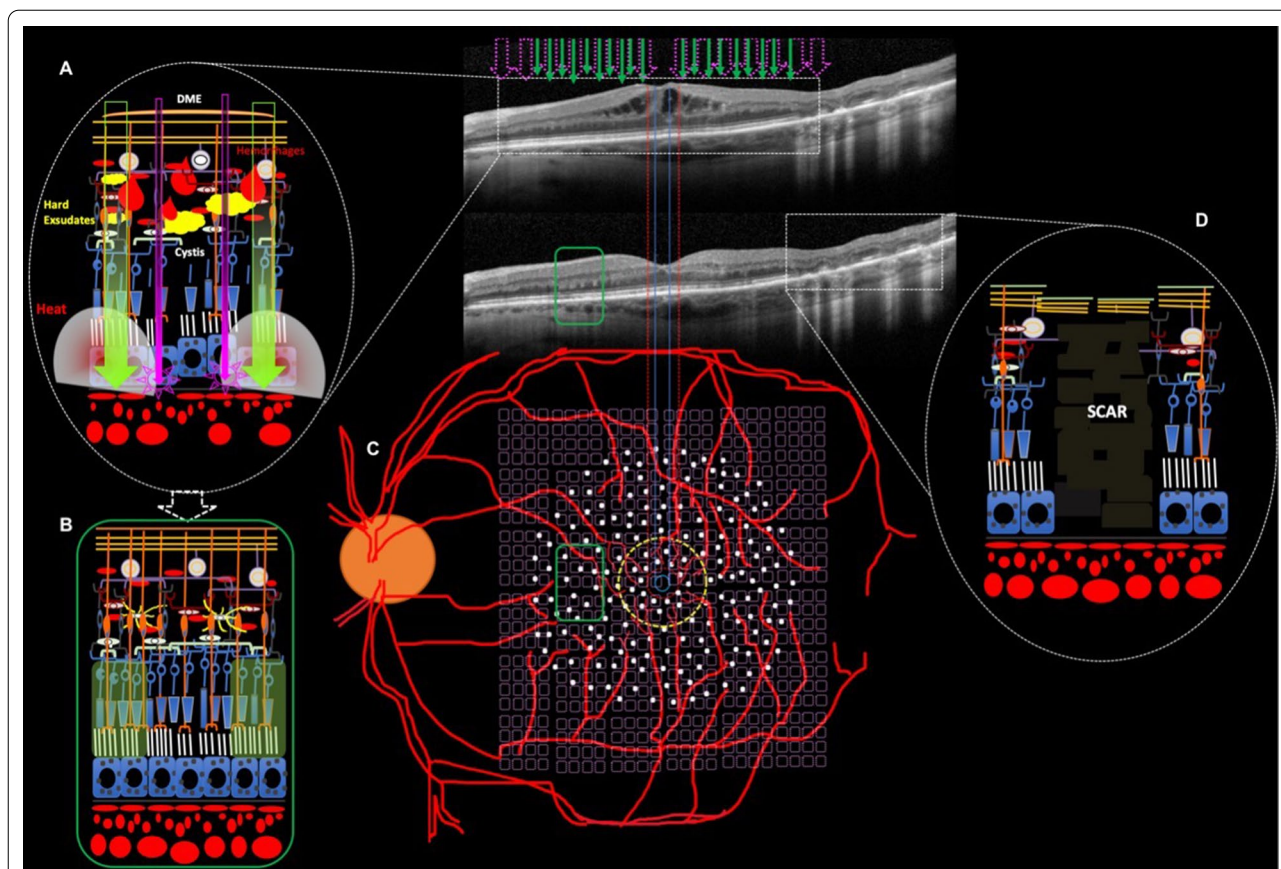 A
DME
Hemorrhages
Hard
Exsudates
Cystis
Heat
B
C
D
SCAR